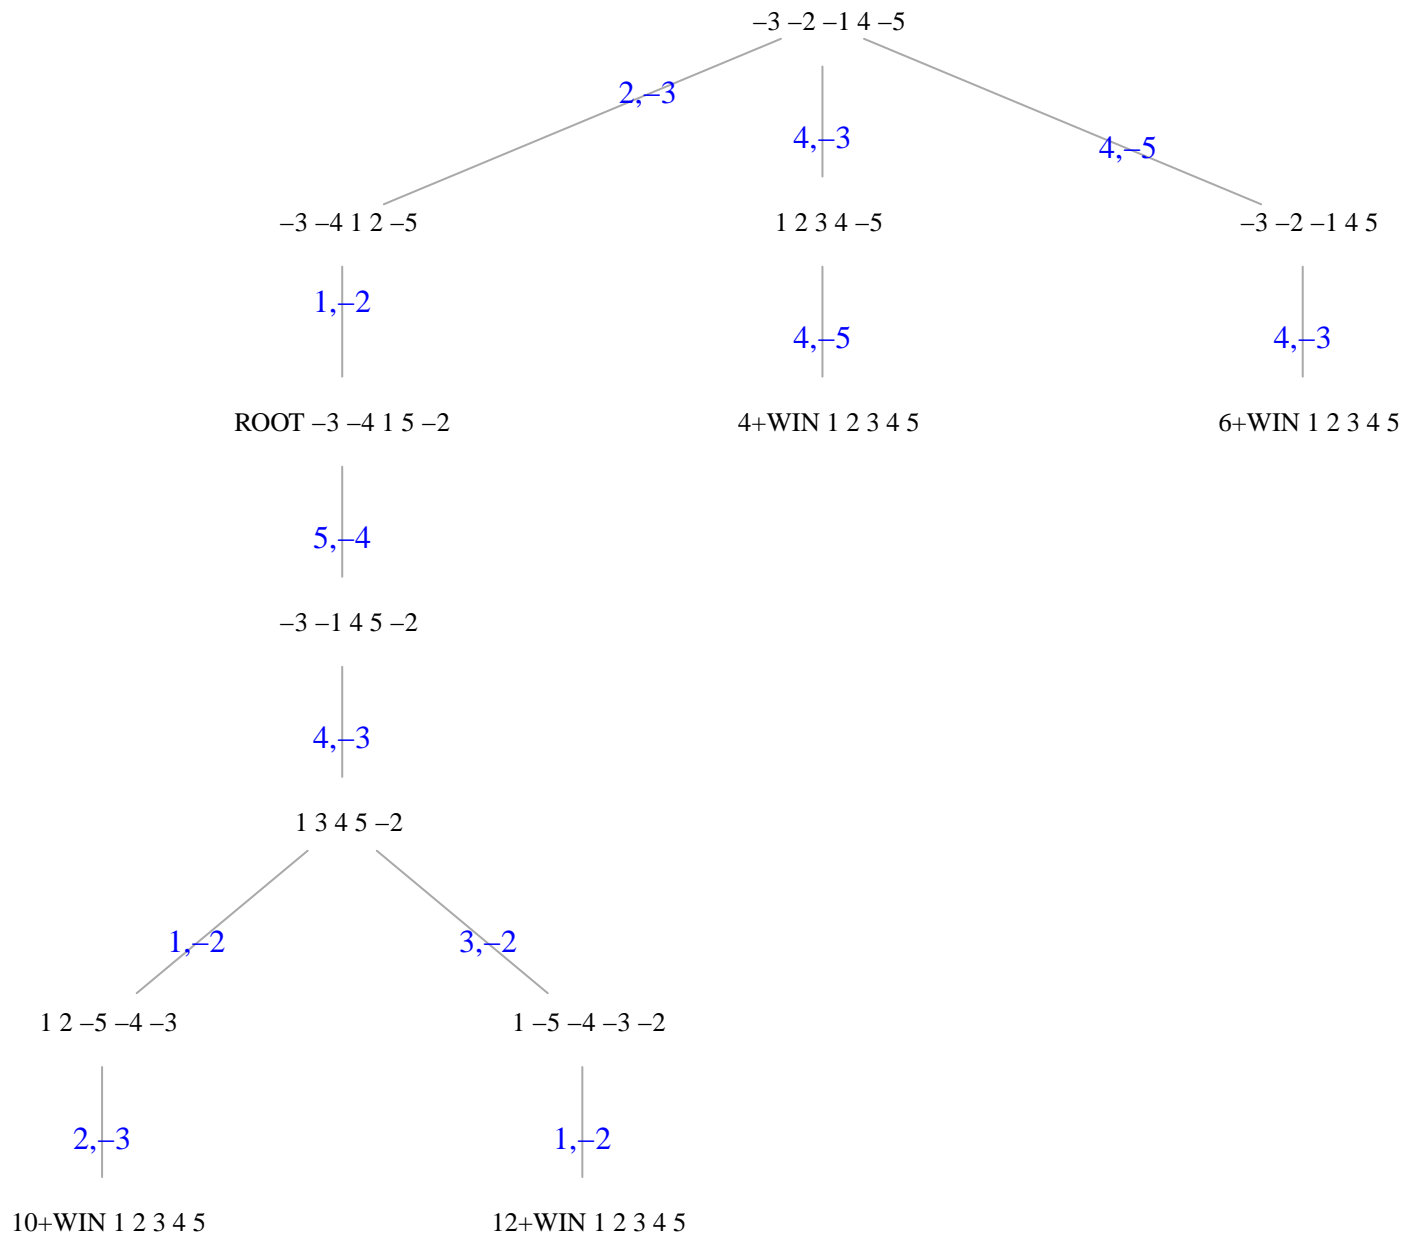 –3 –2 –1 4 –5
2,–3
4,–3
4,–5
–3 –4 1 2 –5
1 2 3 4 –5
–3 –2 –1 4 5
1,–2
4,–5
4,–3
ROOT –3 –4 1 5 –2
4+WIN 1 2 3 4 5
6+WIN 1 2 3 4 5
5,–4
–3 –1 4 5 –2
4,–3
1 3 4 5 –2
1,–2
3,–2
1 2 –5 –4 –3
1 –5 –4 –3 –2
2,–3
1,–2
10+WIN 1 2 3 4 5
12+WIN 1 2 3 4 5